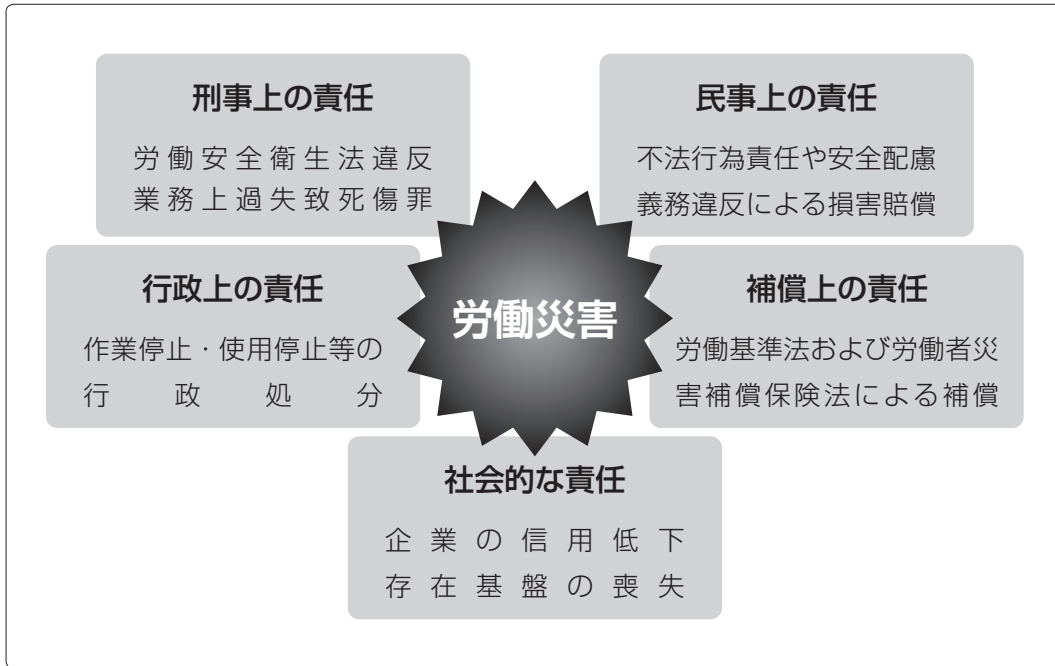 刑事上の責任
労働安全衛生法違反
業務上過失致死傷罪
民事上の責任
不法行為責任や安全配慮
義務違反による損害賠償
行政上の責任
作業停止・使用停止等の
行政処分
労働災害
補償上の責任
労働基準法および労働者災
害補償保険法による補償
社会的な責任
企業の信用低下
存在基盤の喪失